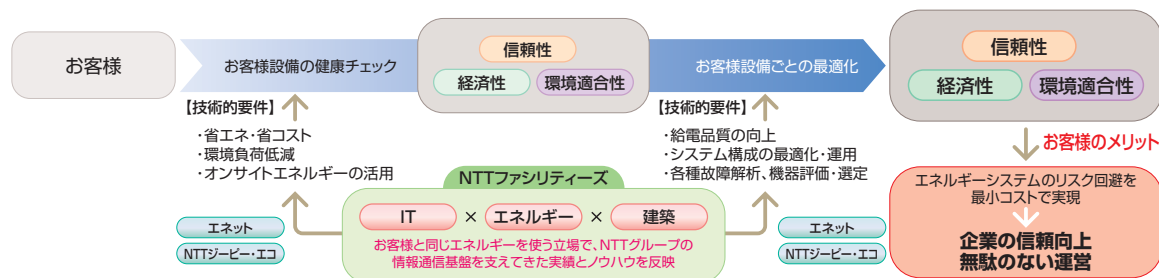 お客様
お客様設備の健康チェック
信頼性
経済性
環境適合性
お客様設備ごとの最適化
信頼性
経済性
環境適合性
【技術的要件】
・省エネ・省コスト
・環境負荷低減
・オンサイトエネルギーの活用
【技術的要件】
・給電品質の向上
・システム構成の最適化・運用
・各種故障解析、機器評価・選定
お客様のメリット
エネルギーシステムのリスク回避を
最小コストで実現
企業の信頼向上
無駄のない運営
NTTファシリティーズ
IT × エネルギー × 建築
お客様と同じエネルギーを使う立場で、NTTグループの
情報通信基盤を支えてきた実績とノウハウを反映
エネット
NTTジーピー・エコ
エネット
NTTジーピー・エコ